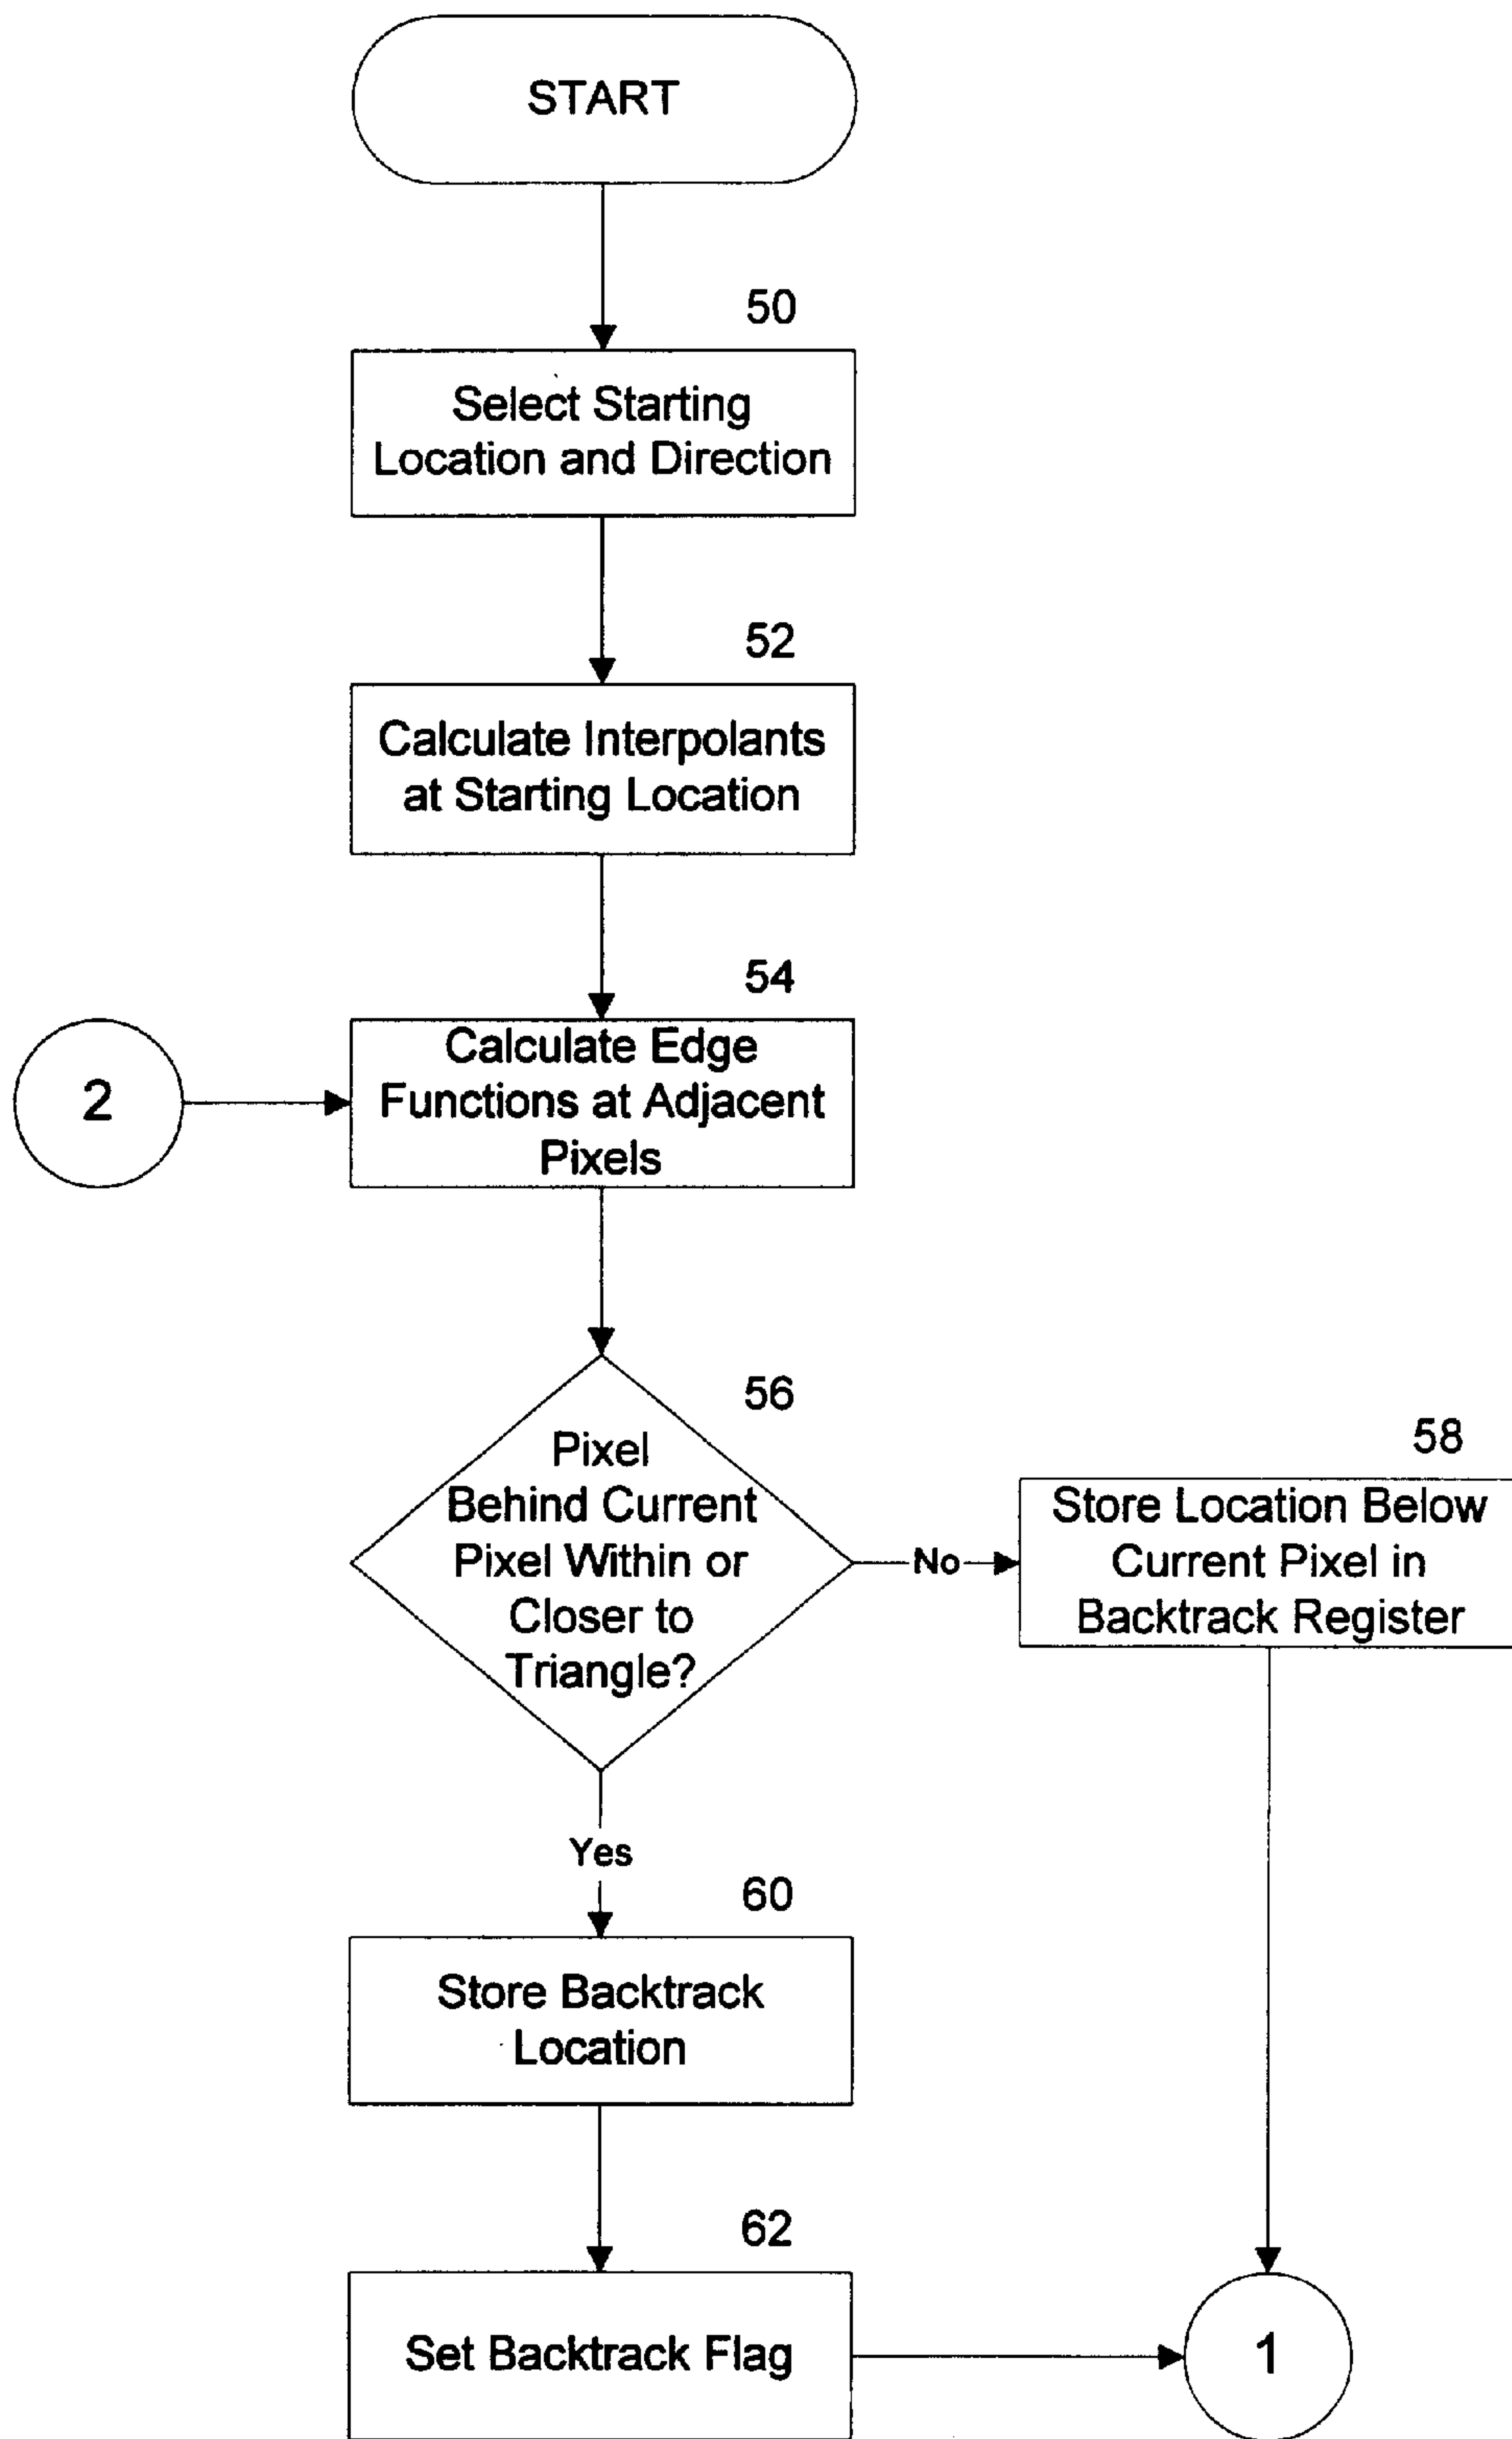 START
50
Select Starting
Location and Direction
52
Calculate Interpolants
at Starting Location
54
2
Calculate Edge
Functions at Adjacent
Pixels
56
Pixel
Behind Current
Pixel Within or
Closer to
Triangle?
No
58
Store Location Below
Current Pixel in
Backtrack Register
Yes
60
Store Backtrack
Location
62
Set Backtrack Flag
1